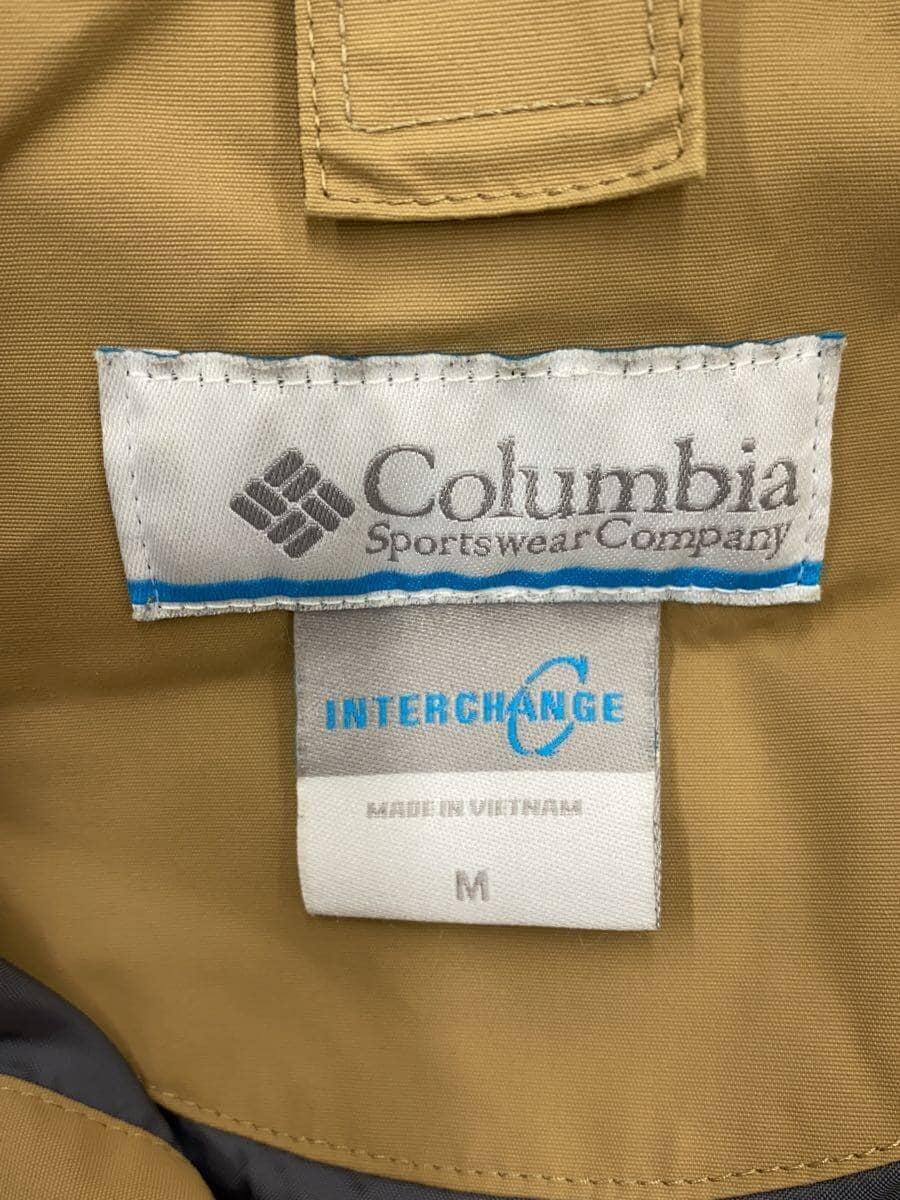 Columbia
Sportswear Company
INTERCHANGE
MADE IN VIETNAM
M